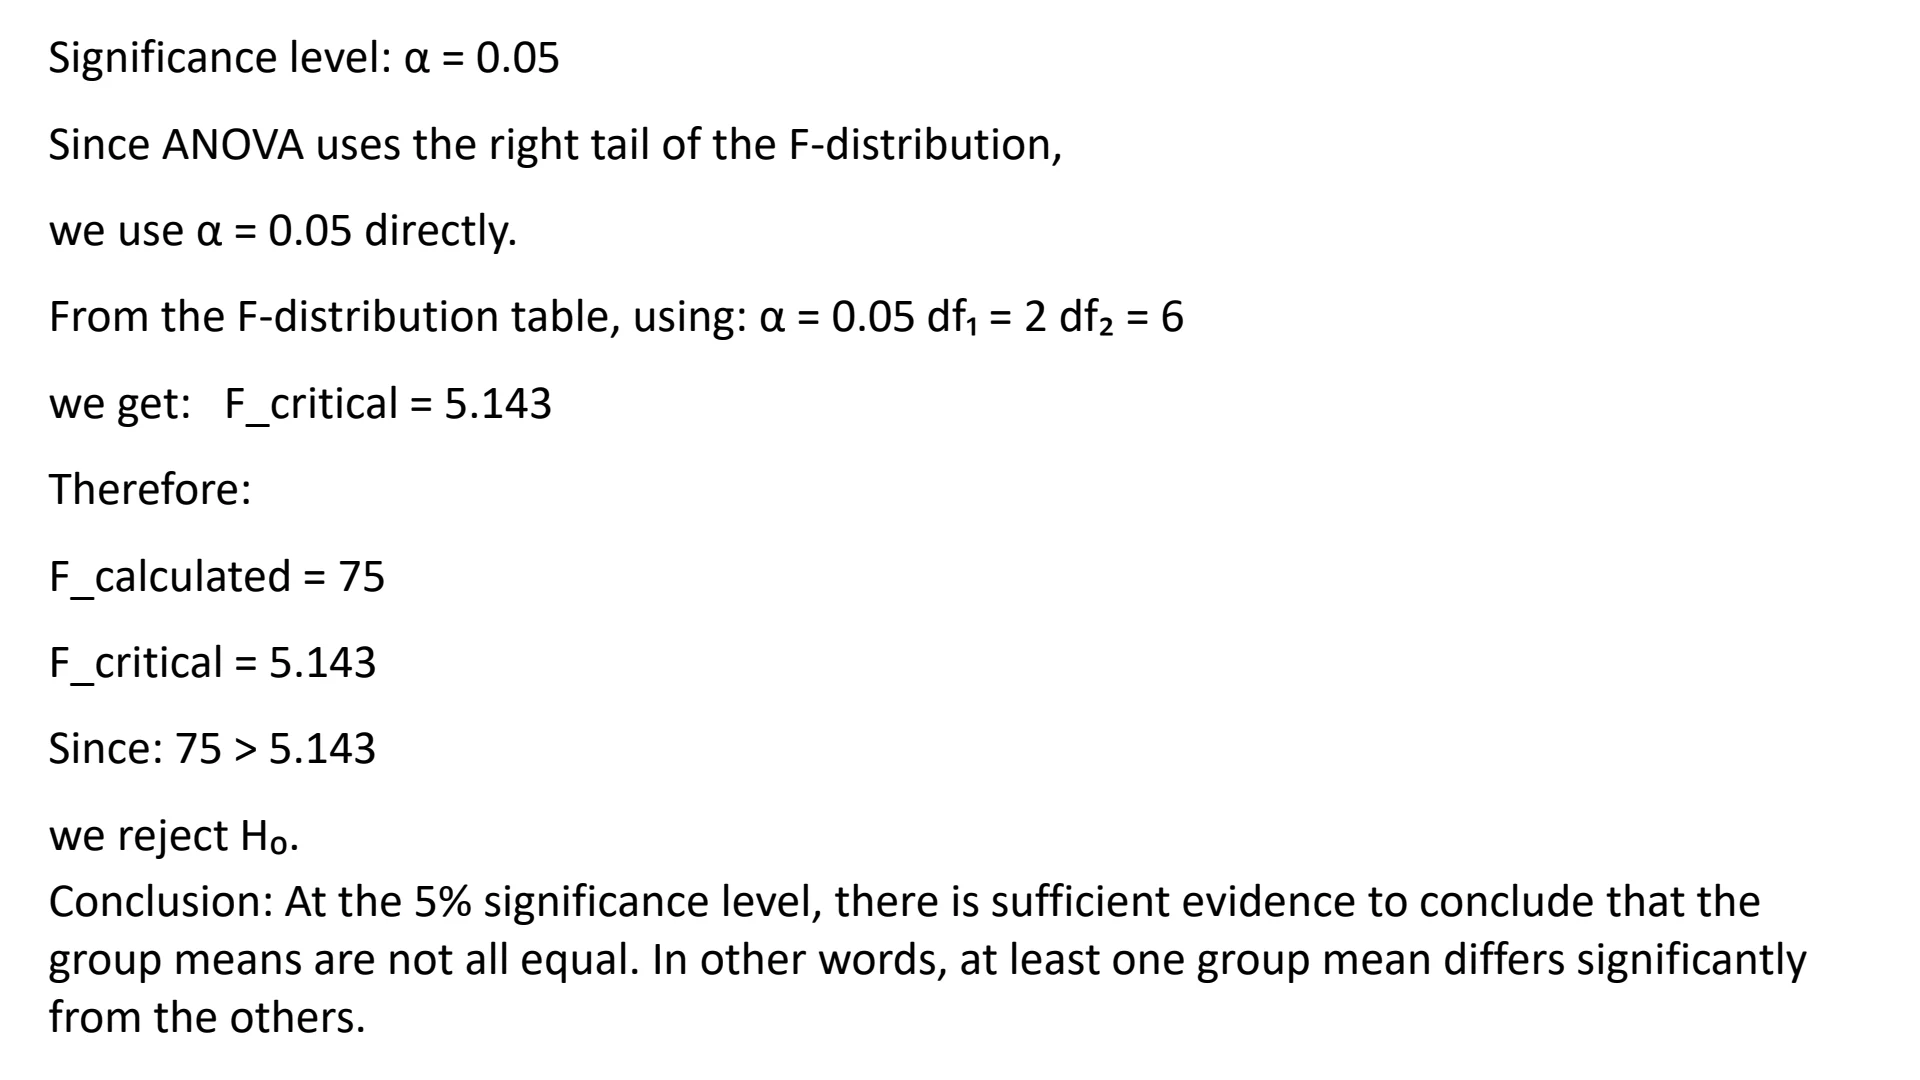 Significance level: α = 0.05
Since ANOVA uses the right tail of the F-distribution,
we use α = 0.05 directly.
From the F-distribution table, using: α = 0.05 df₁ = 2 df₂ = 6
we get:   F_critical = 5.143
Therefore:
F_calculated = 75
F_critical = 5.143
Since: 75 > 5.143
we reject H₀.
Conclusion: At the 5% significance level, there is sufficient evidence to conclude that the
group means are not all equal. In other words, at least one group mean differs significantly
from the others.